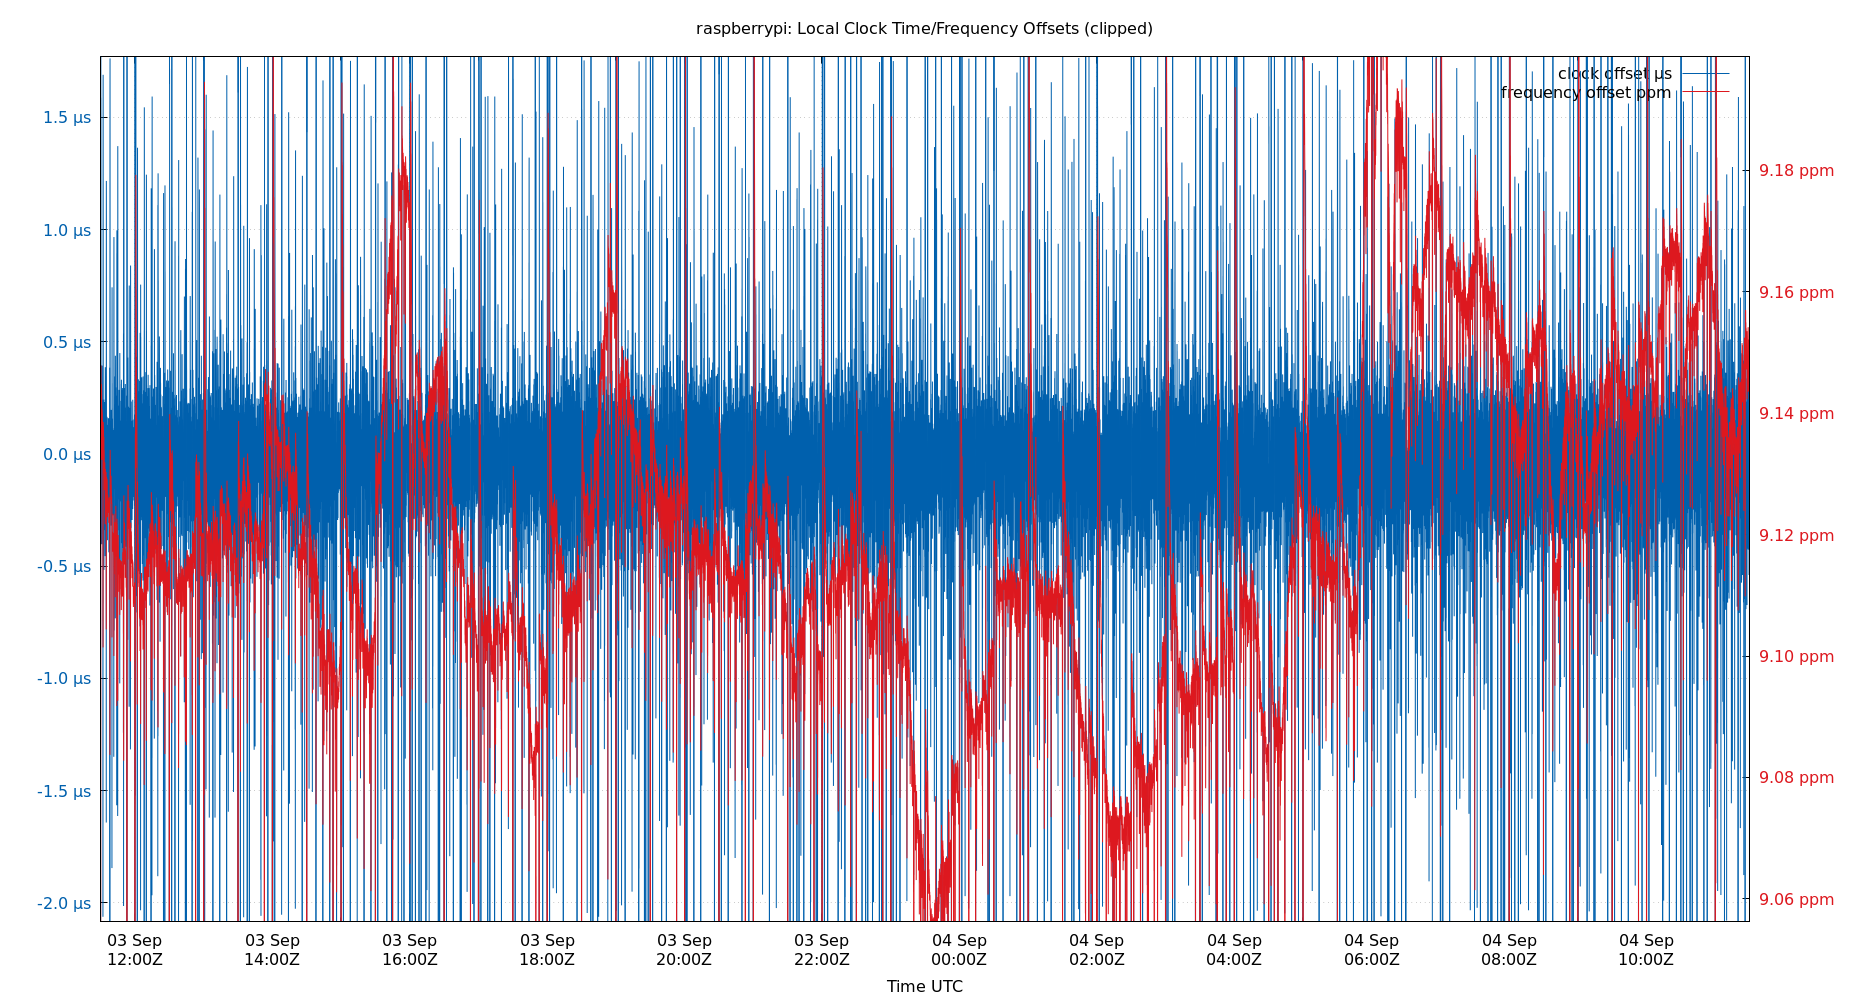 raspberrypi: Local Clock Time/Frequency Offsets (clipped)
clock offset µs
frequency offset ppm
1.5 µs
1.0 µs
0.5 µs
0.0 µs
-0.5 µs
-1.0 µs
-1.5 µs
-2.0 µs
9.18 ppm
9.16 ppm
9.14 ppm
9.12 ppm
9.10 ppm
9.08 ppm
9.06 ppm
03 Sep 03 Sep 03 Sep 03 Sep 03 Sep 03 Sep 04 Sep 04 Sep 04 Sep 04 Sep 04 Sep 04 Sep
12:00Z 14:00Z 16:00Z 18:00Z 20:00Z 22:00Z 00:00Z 02:00Z 04:00Z 06:00Z 08:00Z 10:00Z
Time UTC